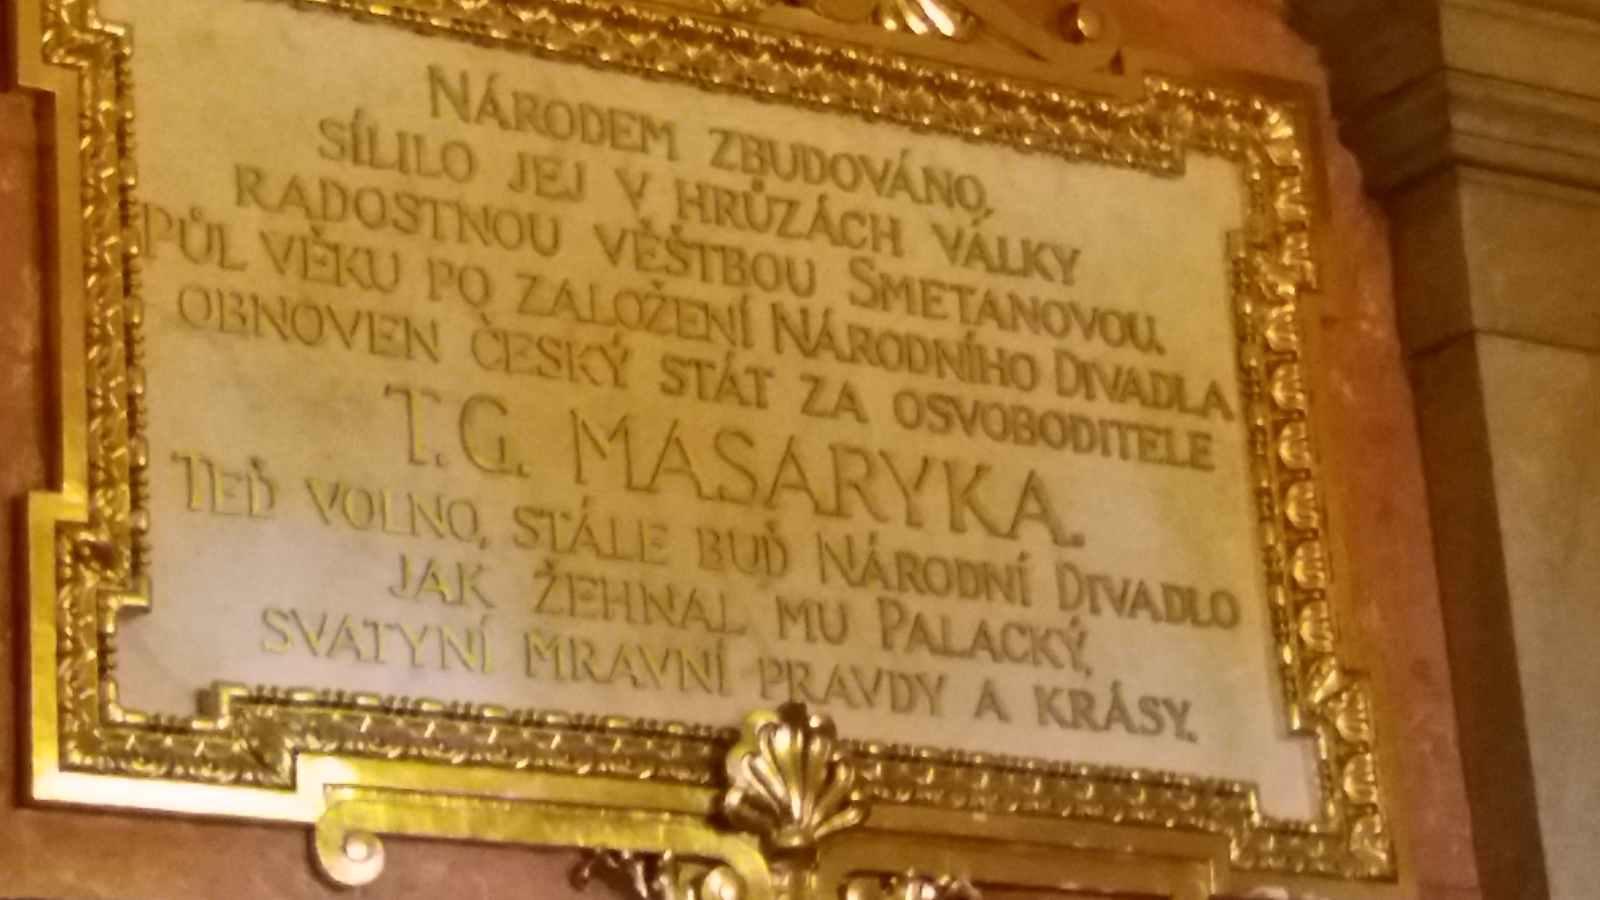 NÁRODEM ZBUDOVÁNO,
SÍLILO JEJ V HRŮZÁCH VÁLKY
RADOSTNOU VĚŠTBOU SMETANOVOU.
PŮL VĚKU PO ZALOŽENÍ NÁRODNÍHO DIVADLA
OBNOVEN ČESKÝ STÁT ZA OSVOBODITELE
T. G. MASARYKA.
TEĎ VOLNO, STÁLE BUĎ NÁRODNÍ DIVADLO
JAK ŽEHNAL MU PALACKÝ,
SVATYNÍ MRAVNÍ PRAVDY A KRÁSY.